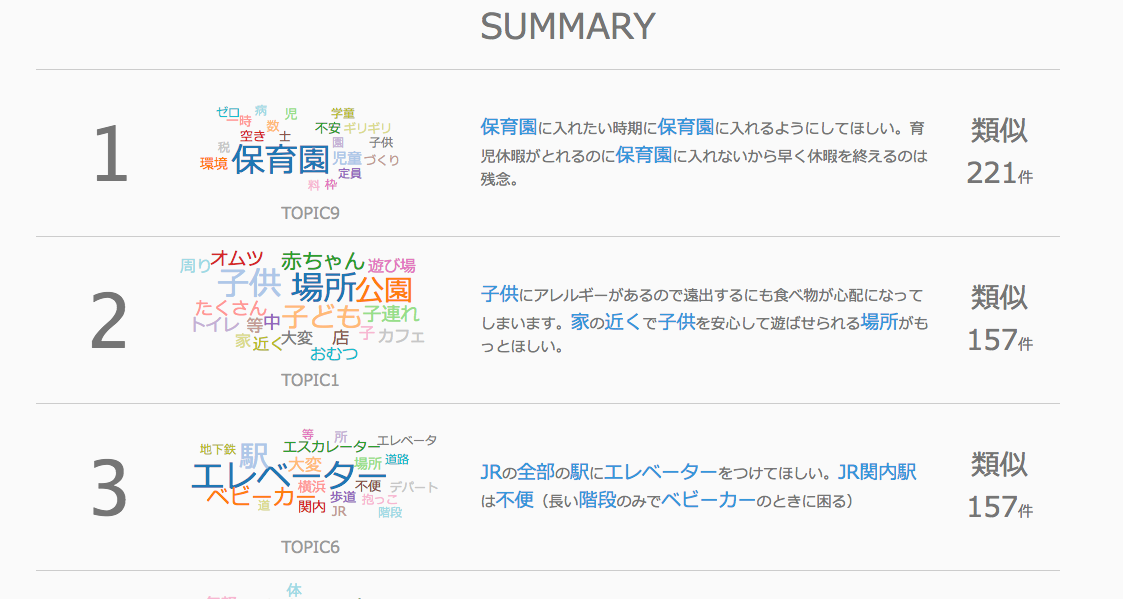 SUMMARY
1
ゼロ 病 児 学童
一時 数 不安 ギリギリ
空き 士 園 子供
税 保育園 児童 づくり
環境 定員
料 枠
TOPIC9
保育園に入れたい時期に保育園に入れるようにしてほしい。育
児休暇がとれるのに保育園に入れないから早く休暇を終えるのは
残念。
類似
221件
2
周り オムツ 赤ちゃん 遊び場
子供 場所 公園
たくさん 子ども 子連れ
トイレ 等 中 大変 店 子 カフェ
家 近く おむつ
TOPIC1
子供にアレルギーがあるので遠出するにも食べ物が心配になって
しまいます。家の近くで子供を安心して遊ばせられる場所がも
っとほしい。
類似
157件
3
等 所 エレベータ
地下鉄 駅 エスカレーター
大変 場所 道路
エレベーター
ベビーカー 横浜 不便 デパート
道 関内 歩道 抱っこ
JR 階段
TOPIC6
JRの全部の駅にエレベーターをつけてほしい。JR関内駅
は不便（長い階段のみでベビーカーのときに困る）
類似
157件
体